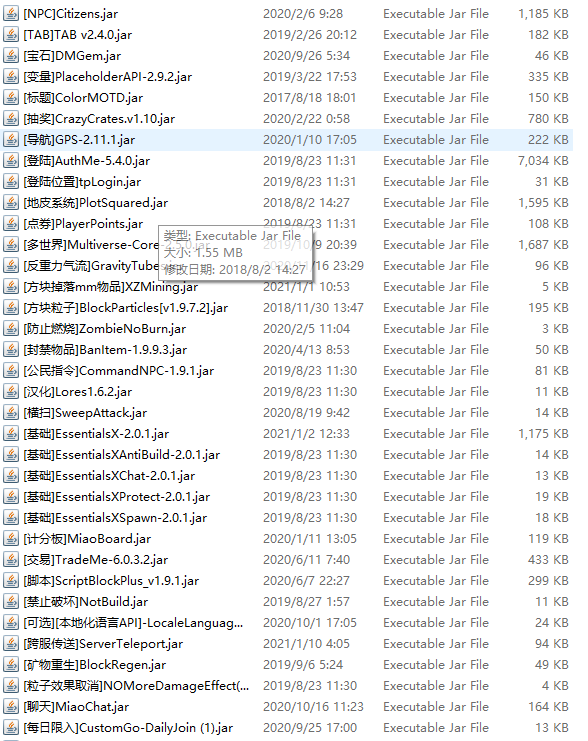 [NPC]Citizens.jar 2020/2/6 9:28 Executable Jar File 1,185 KB
[TAB]TAB v2.4.0.jar 2019/2/26 20:12 Executable Jar File 182 KB
[宝石]DMGem.jar 2020/9/26 5:34 Executable Jar File 46 KB
[变量]PlaceholderAPI-2.9.2.jar 2019/3/22 17:53 Executable Jar File 335 KB
[标题]ColorMOTD.jar 2017/8/18 18:01 Executable Jar File 150 KB
[抽奖]CrazyCrates.v1.10.jar 2020/2/22 0:58 Executable Jar File 780 KB
[导航]GPS-2.11.1.jar 2020/1/10 17:05 Executable Jar File 222 KB
[登陆]AuthMe-5.4.0.jar 2019/8/23 11:31 Executable Jar File 7,034 KB
[登陆位置]tpLogin.jar 2019/8/23 11:31 Executable Jar File 31 KB
[地皮系统]PlotSquared.jar 2018/8/2 14:27 Executable Jar File 1,595 KB
[点券]PlayerPoints.jar 2019/8/23 11:31 Executable Jar File 108 KB
类型: Executable Jar File
[多世界]Multiverse-Core-2.5.0.jar 2019/10/9 20:39 Executable Jar File 1,687 KB
大小: 1.55 MB
[反重力气流]GravityTubes 2020/11/16 23:29 Executable Jar File 96 KB
修改日期: 2018/8/2 14:27
[方块掉落mm物品]XZMining.jar 2021/1/1 10:53 Executable Jar File 5 KB
[方块粒子]BlockParticles[v1.9.7.2].jar 2018/11/30 13:47 Executable Jar File 195 KB
[防止燃烧]ZombieNoBurn.jar 2020/2/5 11:04 Executable Jar File 3 KB
[封禁物品]BanItem-1.9.9.3.jar 2020/4/13 8:53 Executable Jar File 50 KB
[公民指令]CommandNPC-1.9.1.jar 2019/8/23 11:30 Executable Jar File 81 KB
[汉化]Lores1.6.2.jar 2019/8/23 11:30 Executable Jar File 11 KB
[横扫]SweepAttack.jar 2020/8/19 9:42 Executable Jar File 14 KB
[基础]EssentialsX-2.0.1.jar 2021/1/2 12:33 Executable Jar File 1,175 KB
[基础]EssentialsXAntiBuild-2.0.1.jar 2019/8/23 11:30 Executable Jar File 14 KB
[基础]EssentialsXChat-2.0.1.jar 2019/8/23 11:30 Executable Jar File 13 KB
[基础]EssentialsXProtect-2.0.1.jar 2019/8/23 11:30 Executable Jar File 19 KB
[基础]EssentialsXSpawn-2.0.1.jar 2019/8/23 11:30 Executable Jar File 18 KB
[计分板]MiaoBoard.jar 2020/1/11 13:05 Executable Jar File 119 KB
[交易]TradeMe-6.0.3.2.jar 2020/6/11 7:40 Executable Jar File 433 KB
[脚本]ScriptBlockPlus_v1.9.1.jar 2020/6/7 22:27 Executable Jar File 299 KB
[禁止破坏]NotBuild.jar 2019/8/27 1:57 Executable Jar File 11 KB
[可选][本地化语言API]-LocaleLanguag... 2020/10/1 17:05 Executable Jar File 24 KB
[跨服传送]ServerTeleport.jar 2021/1/10 4:05 Executable Jar File 94 KB
[矿物重生]BlockRegen.jar 2019/9/6 5:24 Executable Jar File 49 KB
[粒子效果取消]NOMoreDamageEffect(... 2019/8/23 11:30 Executable Jar File 4 KB
[聊天]MiaoChat.jar 2020/10/16 11:23 Executable Jar File 164 KB
[每日限入]CustomGo-DailyJoin (1).jar 2020/9/25 17:00 Executable Jar File 13 KB